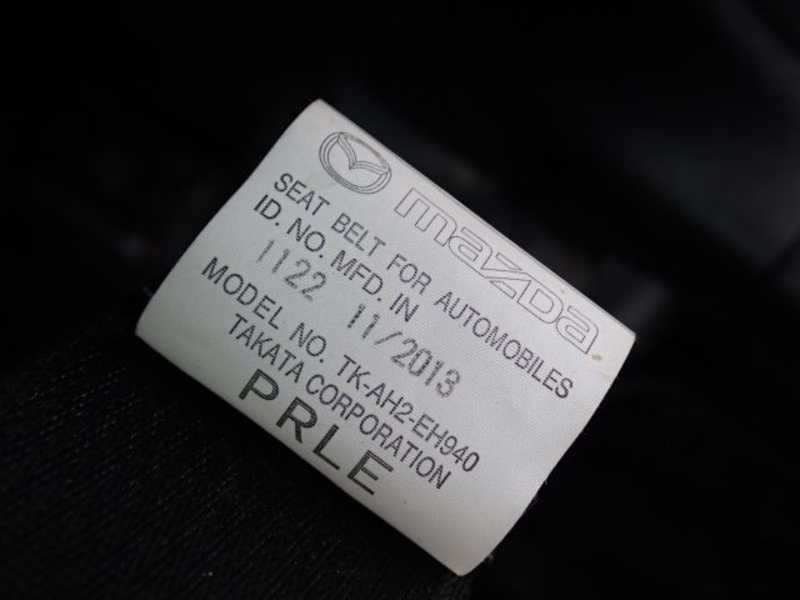 mazda
SEAT BELT FOR AUTOMOBILES
ID. NO. MFD. IN
1122 11/2013
MODEL NO. TK-AH2-EH940
TAKATA CORPORATION
PRLE